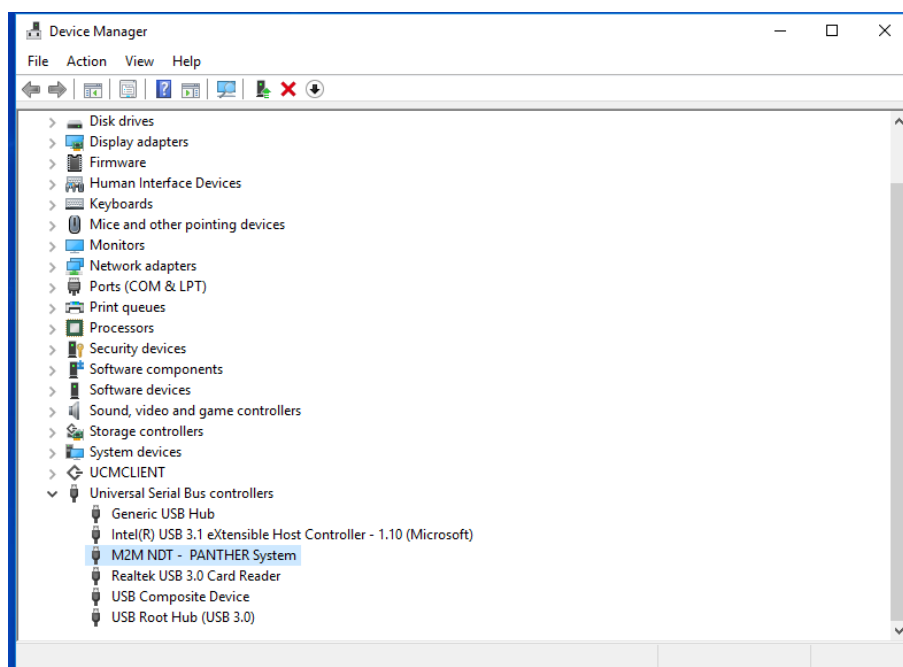 Device Manager
File Action View Help
Disk drives
Display adapters
Firmware
Human Interface Devices
Keyboards
Mice and other pointing devices
Monitors
Network adapters
Ports (COM & LPT)
Print queues
Processors
Security devices
Software components
Software devices
Sound, video and game controllers
Storage controllers
System devices
UCMCLIENT
Universal Serial Bus controllers
Generic USB Hub
Intel(R) USB 3.1 eXtensible Host Controller - 1.10 (Microsoft)
M2M NDT - PANTHER System
Realtek USB 3.0 Card Reader
USB Composite Device
USB Root Hub (USB 3.0)